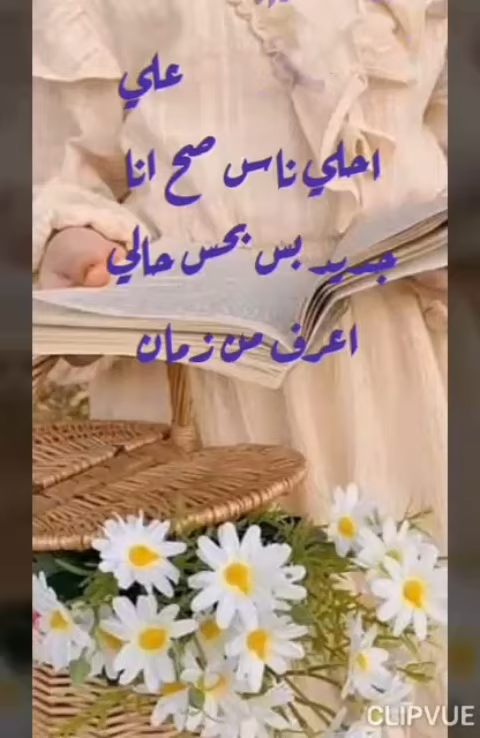 علي
احلي ناس صح انا
جديد بس بحس حالي
اعرف من زمان
CLIPVUE